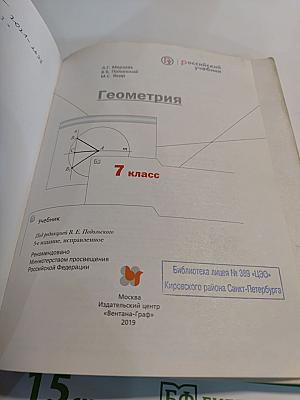 российский
учебник
А.Г. Мерзляк
В.Б. Полонский
М.С. Якир
Геометрия
7 класс
Учебник
Под редакцией В. Е. Подольского
5-е издание, исправленное
Рекомендовано
Министерством просвещения
Российской Федерации
Москва
Издательский центр
«Вентана-Граф»
2019
Библиотека лицея № 389 «ЦЭО»
Кировского района Санкт-Петербурга